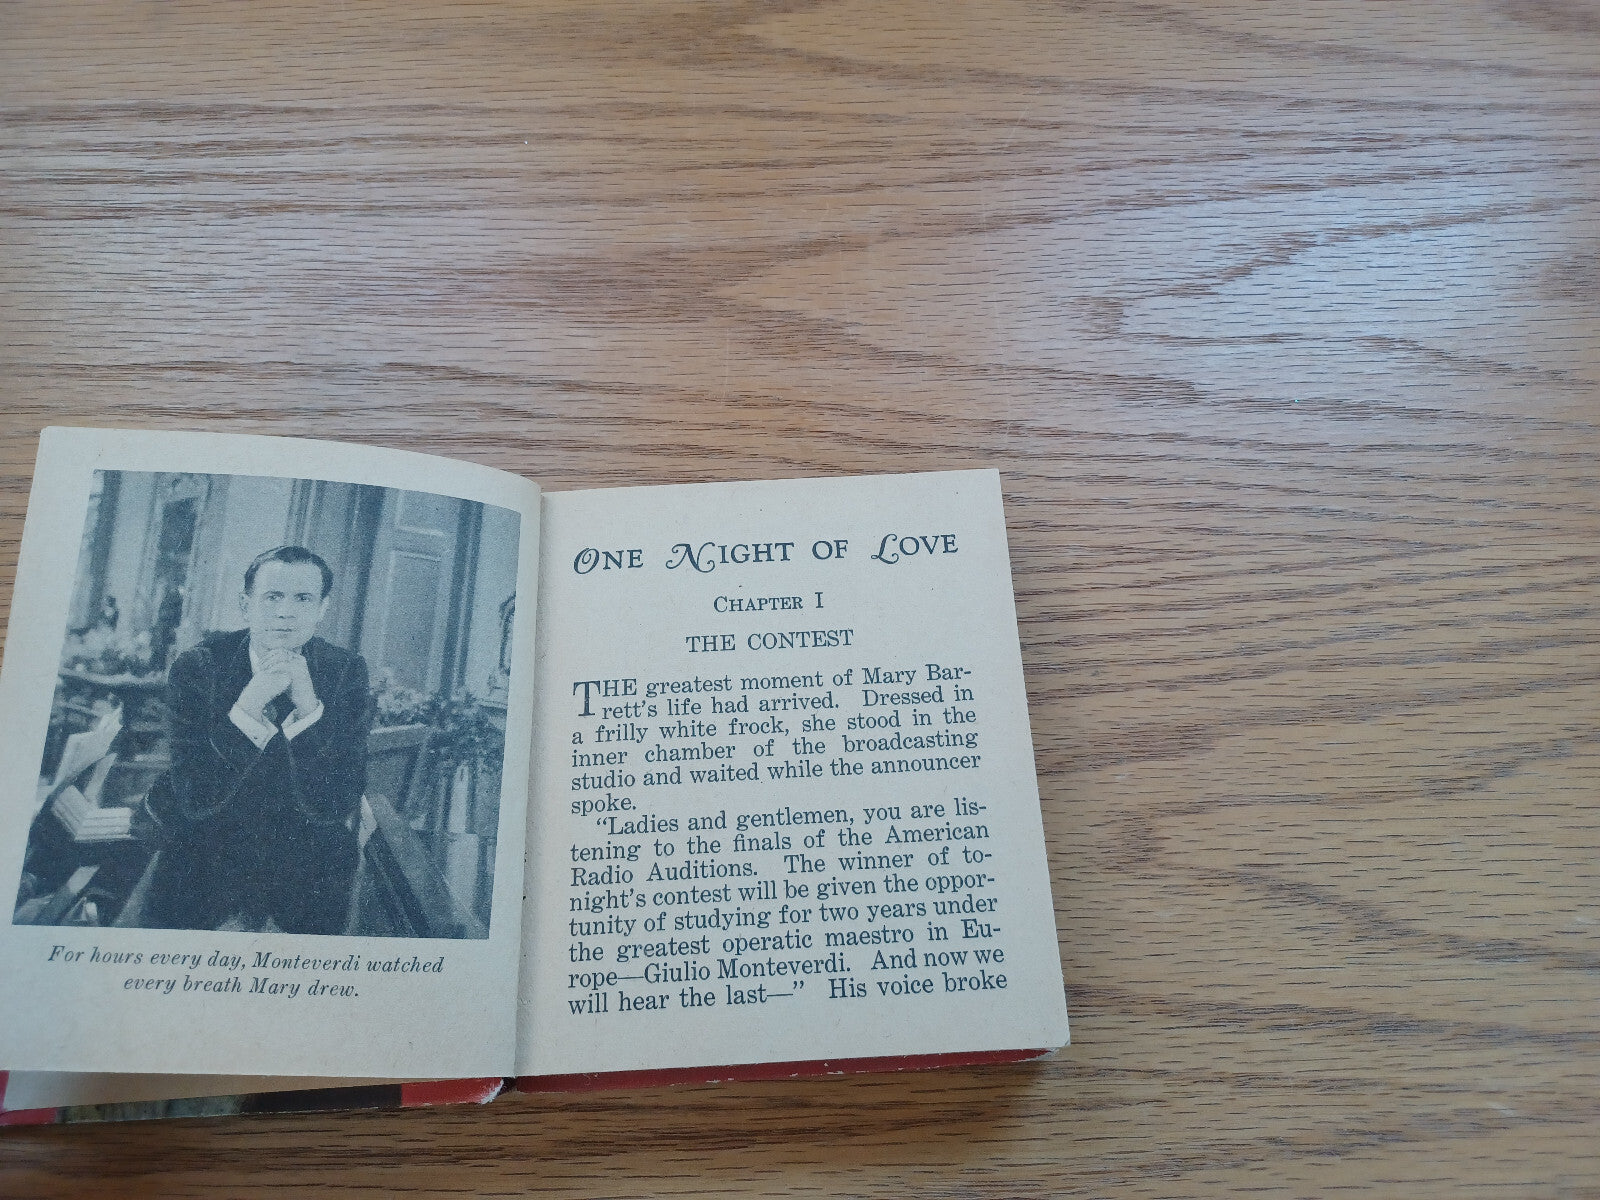 For hours every day, Monteverdi watched
every breath Mary drew.
ONE NIGHT OF LOVE
CHAPTER I
THE CONTEST
THE greatest moment of Mary Bar-
rett's life had arrived. Dressed in
a frilly white frock, she stood in the
inner chamber of the broadcasting
studio and waited while the announcer
spoke.
“Ladies and gentlemen, you are lis-
tening to the finals of the American
Radio Auditions. The winner of to-
night's contest will be given the oppor-
tunity of studying for two years under
the greatest operatic maestro in Eu-
rope—Giulio Monteverdi. And now we
will hear the last—” His voice broke